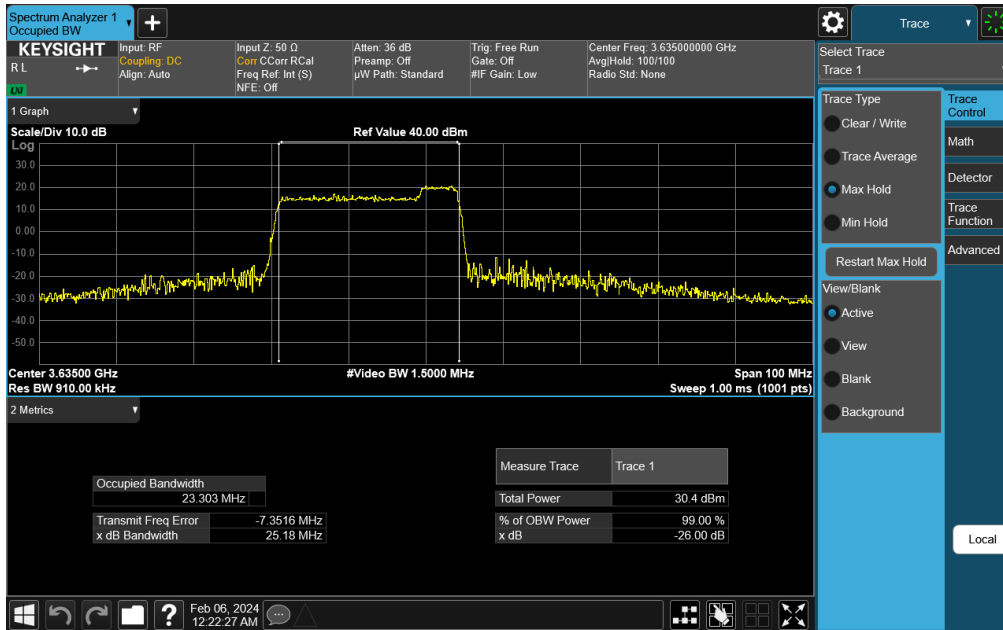 Spectrum Analyzer 1
Occupied BW
Trace
KEYSIGHT
R L
LXI
Input: RF
Coupling: DC
Align: Auto
Input Z: 50 Ω
Corr CCorr RCal
Freq Ref: Int (S)
NFE: Off
Atten: 36 dB
Preamp: Off
µW Path: Standard
Trig: Free Run
Gate: Off
#IF Gain: Low
Center Freq: 3.635000000 GHz
Avg|Hold: 100/100
Radio Std: None
Select Trace
Trace 1
1 Graph
Scale/Div 10.0 dB
Ref Value 40.00 dBm
Log
30.0
20.0
10.0
0.00
-10.0
-20.0
-30.0
-40.0
-50.0
Center 3.63500 GHz
#Video BW 1.5000 MHz
Span 100 MHz
Res BW 910.00 kHz
Sweep 1.00 ms (1001 pts)
2 Metrics
Measure Trace
Trace 1
Occupied Bandwidth
23.303 MHz
Total Power
30.4 dBm
Transmit Freq Error
-7.3516 MHz
% of OBW Power
99.00 %
x dB Bandwidth
25.18 MHz
x dB
-26.00 dB
Trace Type
Clear / Write
Trace Average
Max Hold
Min Hold
Restart Max Hold
View/Blank
Active
View
Blank
Background
Trace
Control
Math
Detector
Trace
Function
Advanced
Local
?
Feb 06, 2024
12:22:27 AM